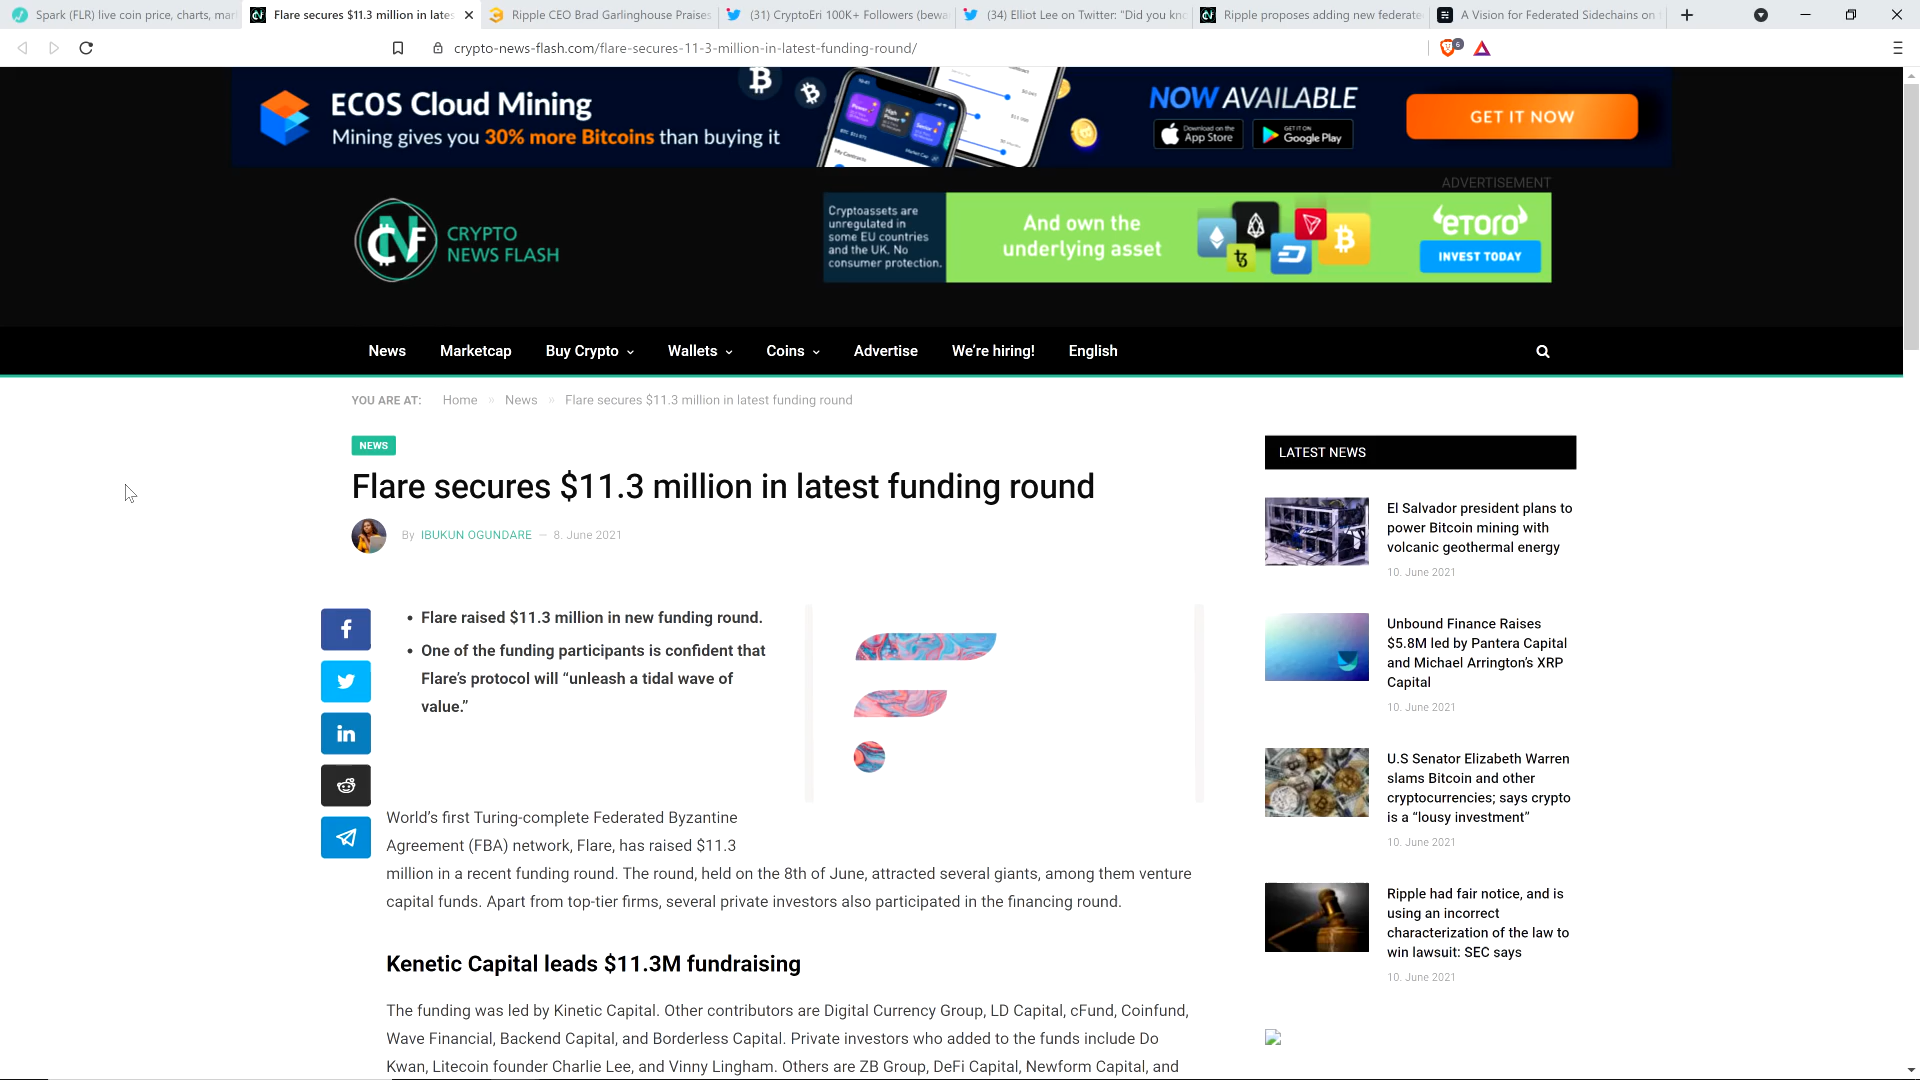 Spark (FLR) live coin price, charts, mar
Flare secures $11.3 million in lates
Ripple CEO Brad Garlinghouse Praises
(31) CryptoEri 100K+ Followers (bewa
(34) Elliot Lee on Twitter: "Did you kno
Ripple proposes adding new federate
A Vision for Federated Sidechains on
crypto-news-flash.com/flare-secures-11-3-million-in-latest-funding-round/
6
ECOS Cloud Mining
Mining gives you 30% more Bitcoins than buying it
NOW AVAILABLE
Download on the
App Store
GET IT ON
Google Play
GET IT NOW
ADVERTISEMENT
CNF
CRYPTO
NEWS FLASH
Cryptoassets are
unregulated in
some EU countries
and the UK. No
consumer protection.
And own the
underlying asset
eToro
INVEST TODAY
News
Marketcap
Buy Crypto
Wallets
Coins
Advertise
We're hiring!
English
YOU ARE AT: Home » News » Flare secures $11.3 million in latest funding round
NEWS
Flare secures $11.3 million in latest funding round
By IBUKUN OGUNDARE — 8. June 2021
• Flare raised $11.3 million in new funding round.
• One of the funding participants is confident that
Flare's protocol will “unleash a tidal wave of
value.”
World's first Turing-complete Federated Byzantine
Agreement (FBA) network, Flare, has raised $11.3
million in a recent funding round. The round, held on the 8th of June, attracted several giants, among them venture
capital funds. Apart from top-tier firms, several private investors also participated in the financing round.
Kenetic Capital leads $11.3M fundraising
The funding was led by Kinetic Capital. Other contributors are Digital Currency Group, LD Capital, cFund, Coinfund,
Wave Financial, Backend Capital, and Borderless Capital. Private investors who added to the funds include Do
Kwan, Litecoin founder Charlie Lee, and Vinny Lingham. Others are ZB Group, DeFi Capital, Newform Capital, and
LATEST NEWS
El Salvador president plans to
power Bitcoin mining with
volcanic geothermal energy
10. June 2021
Unbound Finance Raises
$5.8M led by Pantera Capital
and Michael Arrington's XRP
Capital
10. June 2021
U.S Senator Elizabeth Warren
slams Bitcoin and other
cryptocurrencies; says crypto
is a “lousy investment”
10. June 2021
Ripple had fair notice, and is
using an incorrect
characterization of the law to
win lawsuit: SEC says
10. June 2021